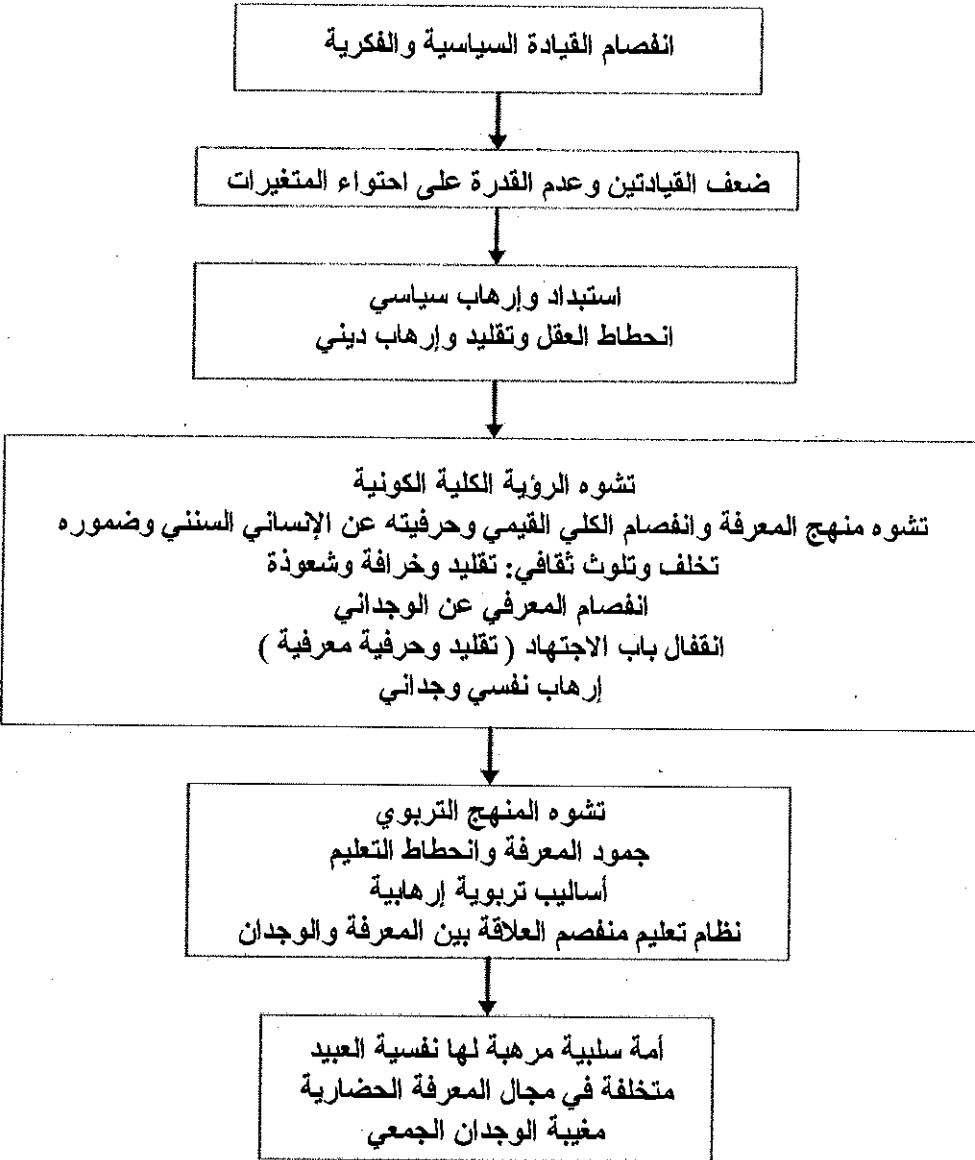 انفصام القيادة السياسية والفكرية
ضعف القيادتين وعدم القدرة على احتواء المتغيرات
استبداد وإرهاب سياسي
انحطاط العقل وتقليد وإرهاب ديني
تشوه الرؤية الكلية الكونية
تشوه منهج المعرفة وانفصام الكلي القيمي وحرفيته عن الإنساني السنني وضموره
تخلف وتلوث ثقافي: تقليد وخرافة وشعوذة
انفصام المعرفي عن الوجداني
انقفال باب الاجتهاد ( تقليد وحرفية معرفية )
إرهاب نفسي وجداني
تشوه المنهج التربوي
جمود المعرفة وانحطاط التعليم
أساليب تربوية إرهابية
نظام تعليم منفصم العلاقة بين المعرفة والوجدان
أمة سلبية مرهبة لها نفسية العبيد
متخلفة في مجال المعرفة الحضارية
مغيبة الوجدان الجمعي